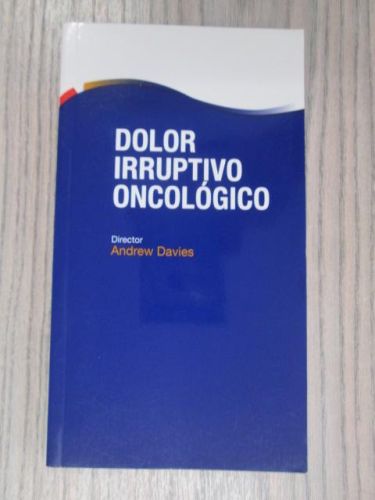 DOLOR
IRRUPTIVO
ONCOLÓGICO
Director
Andrew Davies